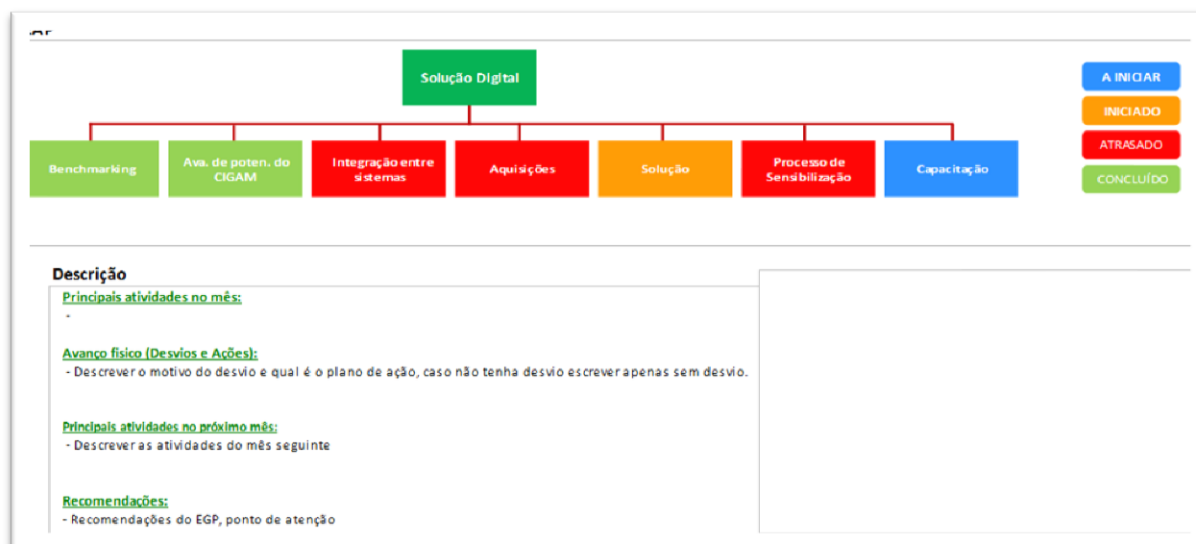 Solução Digital
A INICIAR
INICIADO
ATRASADO
CONCLUÍDO
Benchmarking
Ava. de poten. do
CIGAM
Integração entre
sistemas
Aquisições
Solução
Processo de
Sensibilização
Capacitação
Descrição
Principais atividades no mês:
-
Avanço físico (Desvios e Ações):
- Descrever o motivo do desvio e qual é o plano de ação, caso não tenha desvio escrever apenas sem desvio.
Principais atividades no próximo mês:
- Descrever as atividades do mês seguinte
Recomendações:
- Recomendações do EGP, ponto de atenção